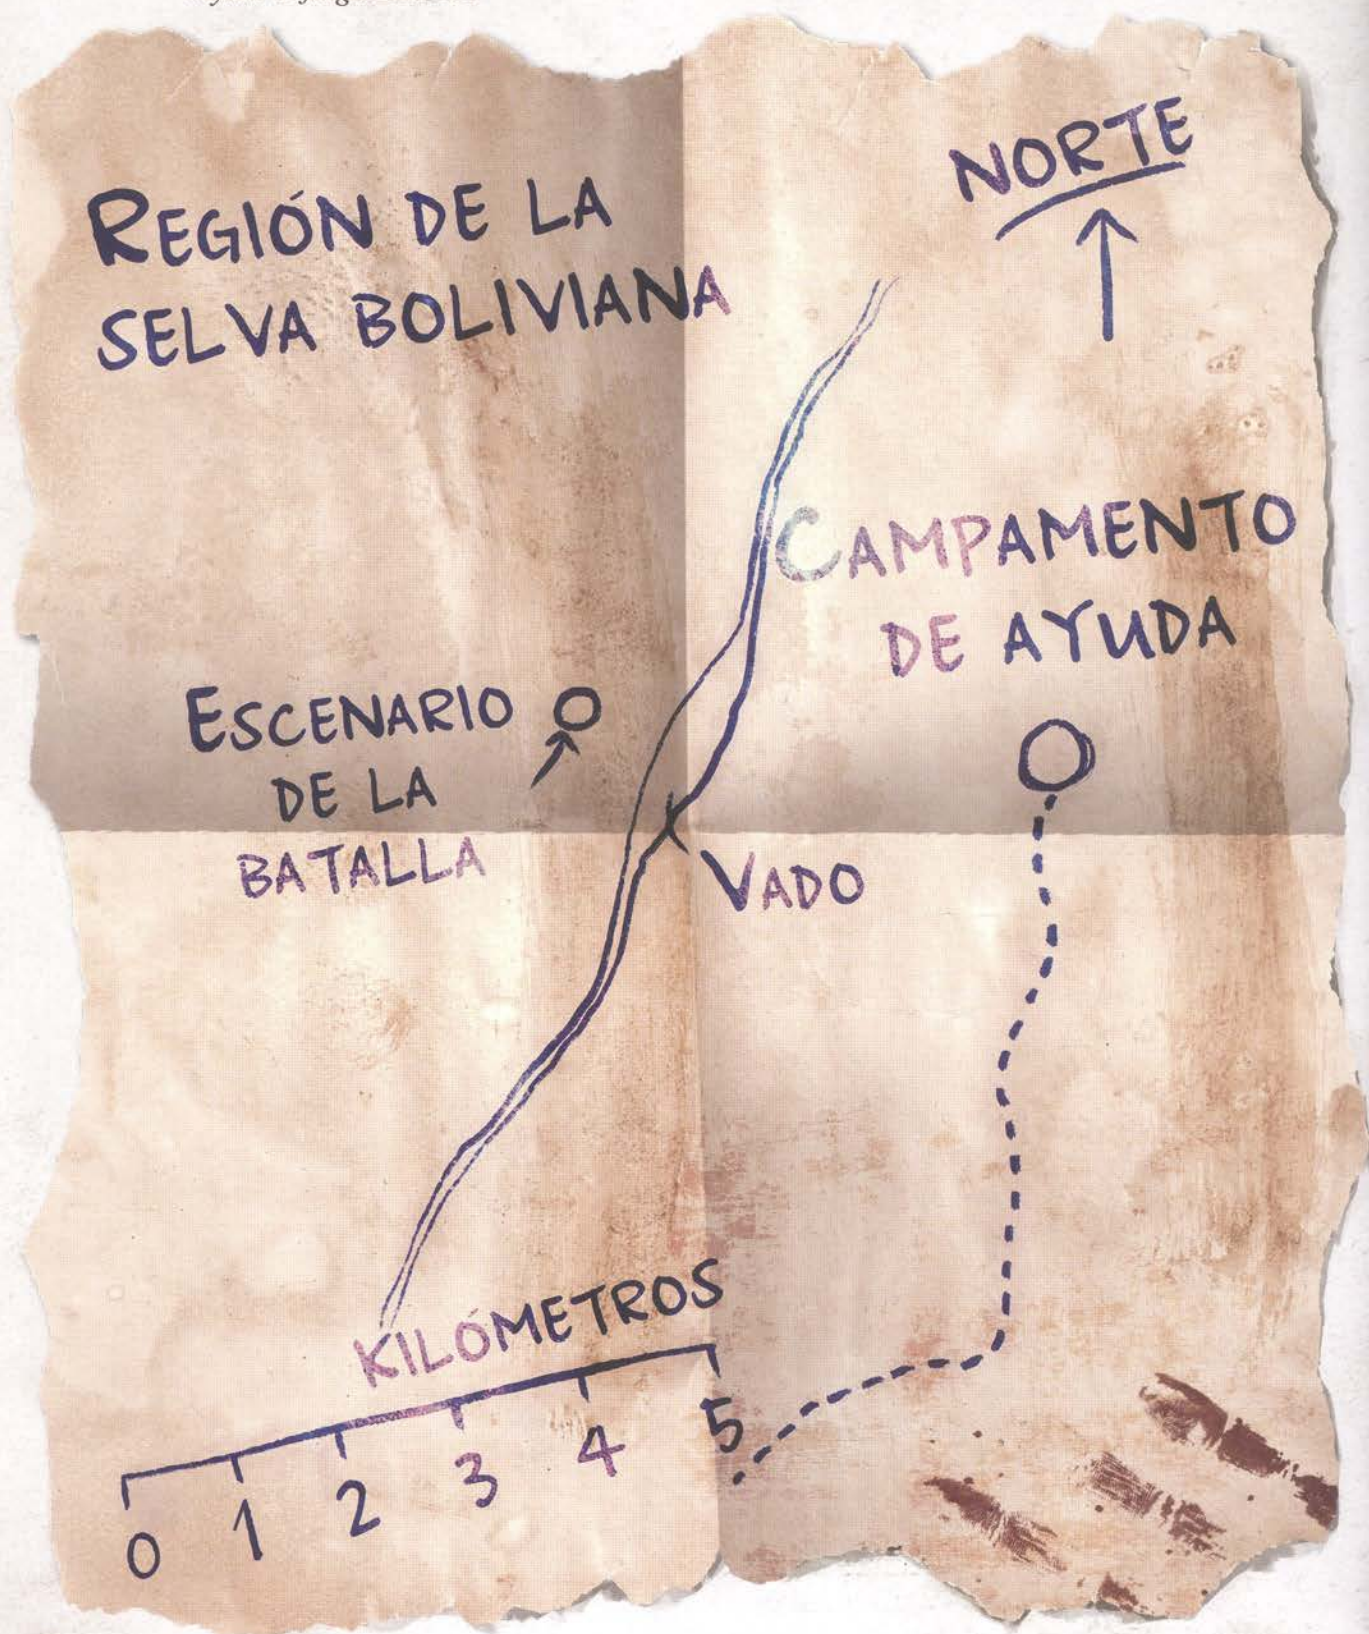 NORTE
REGIÓN DE LA
SELVA BOLIVIANA
CAMPAMENTO
DE AYUDA
ESCENARIO
DE LA
BATALLA
VADO
KILÓMETROS
0 1 2 3 4 5